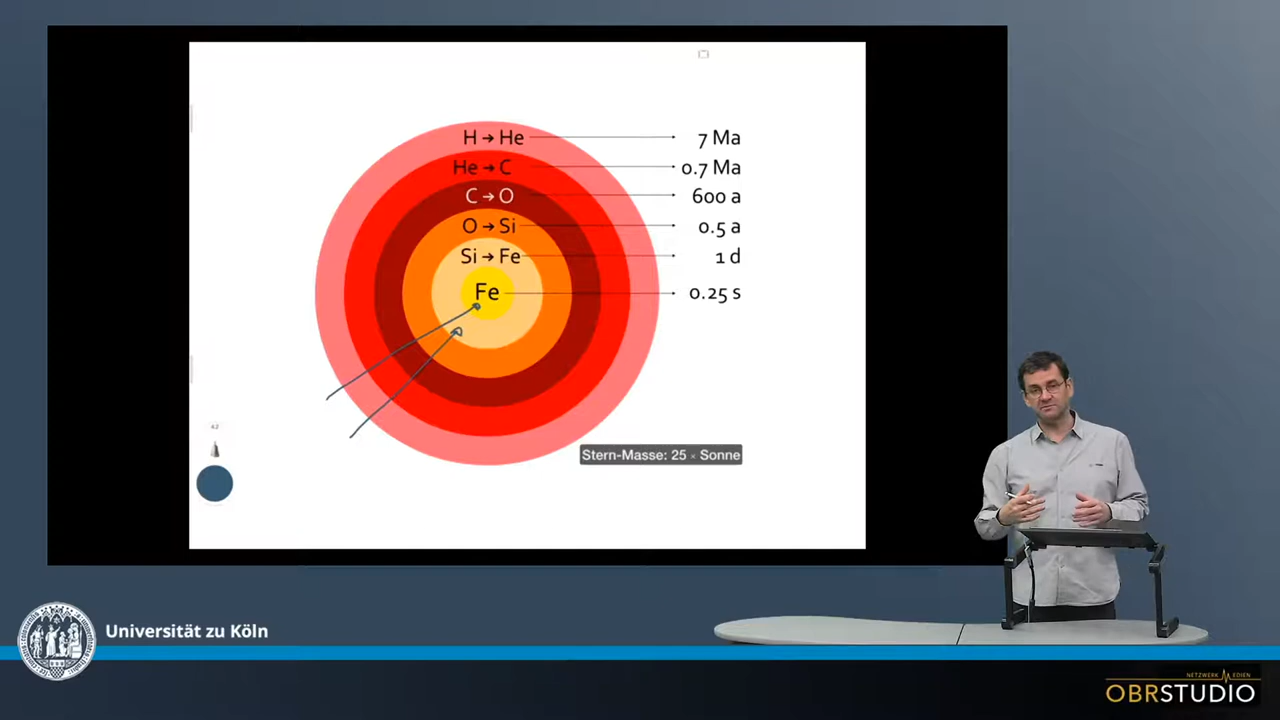 H → He 7 Ma
He → C 0.7 Ma
C → O 600 a
O → Si 0.5 a
Si → Fe 1 d
Fe 0.25 s
Stern-Masse: 25 × Sonne
Universität zu Köln
NETZWERK MEDIEN
OBRSTUDIO